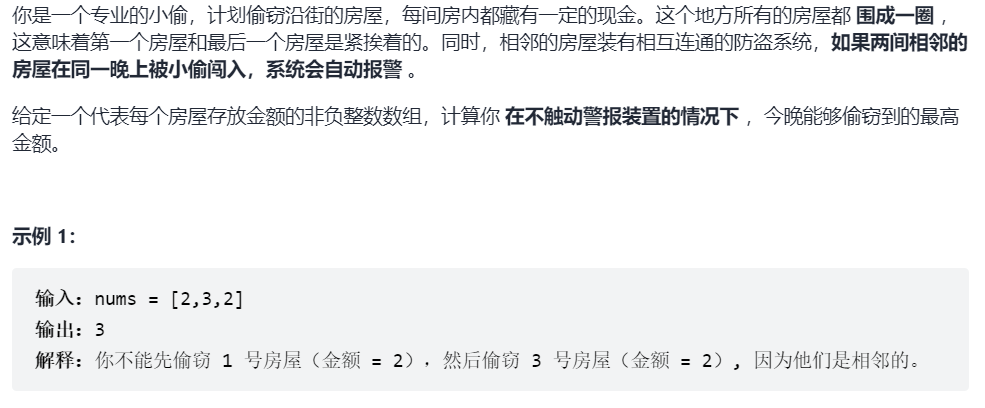 你是一个专业的小偷，计划偷窃沿街的房屋，每间房内都藏有一定的现金。这个地方所有的房屋都 围成一圈 ，
这意味着第一个房屋和最后一个房屋是紧挨着的。同时，相邻的房屋装有相互连通的防盗系统，如果两间相邻的
房屋在同一晚上被小偷闯入，系统会自动报警 。
给定一个代表每个房屋存放金额的非负整数数组，计算你 在不触动警报装置的情况下 ，今晚能够偷窃到的最高
金额。
示例 1：
输入：nums = [2,3,2]
输出：3
解释：你不能先偷窃 1 号房屋（金额 = 2），然后偷窃 3 号房屋（金额 = 2）, 因为他们是相邻的。